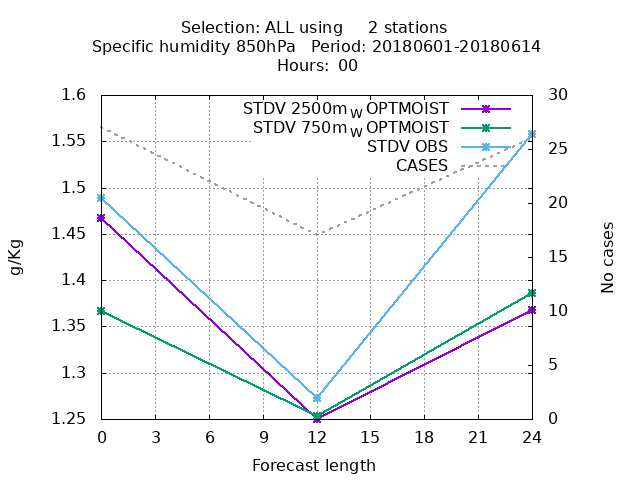 Selection: ALL using 2 stations
Specific humidity 850hPa Period: 20180601-20180614
Hours: 00
STDV 2500m_W OPTMOIST
STDV 750m_W OPTMOIST
STDV OBS
CASES
1.6
1.55
1.5
1.45
1.4
1.35
1.3
1.25
g/Kg
30
25
20
15
10
5
0
No cases
0 3 6 9 12 15 18 21 24
Forecast length